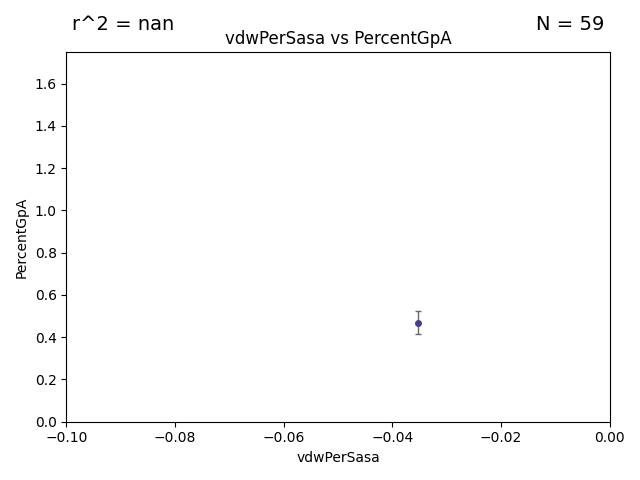 r^2 = nan
N = 59
vdwPerSasa vs PercentGpA
PercentGpA
1.6
1.4
1.2
1.0
0.8
0.6
0.4
0.2
0.0
−0.10 −0.08 −0.06 −0.04 −0.02 0.00
vdwPerSasa